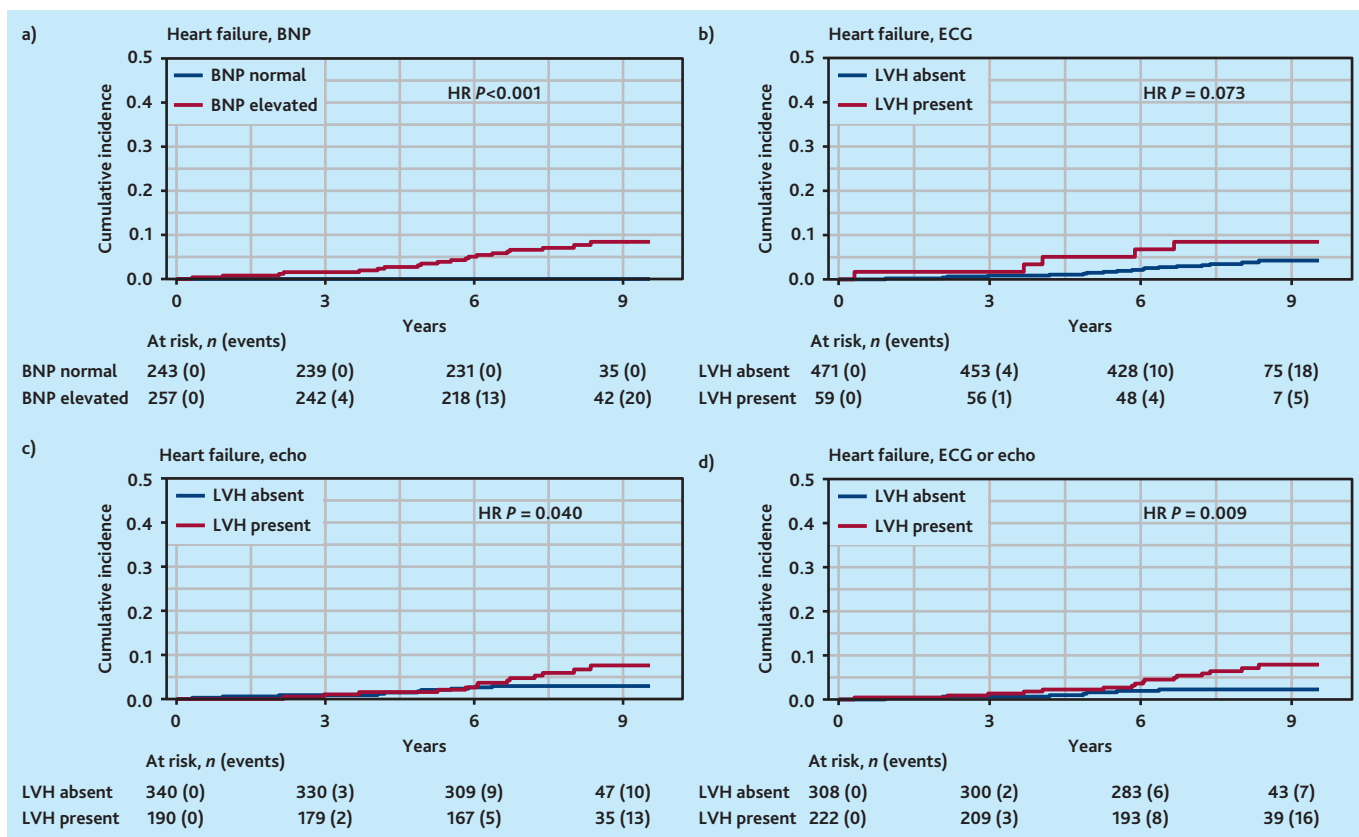 a) Heart failure, BNP
0.5
0.4
0.3
0.2
0.1
0.0
Cumulative incidence
BNP normal
BNP elevated
HR P<0.001
0 3 6 9
Years
At risk, n (events)
BNP normal 243 (0) 239 (0) 231 (0) 35 (0)
BNP elevated 257 (0) 242 (4) 218 (13) 42 (20)
b) Heart failure, ECG
0.5
0.4
0.3
0.2
0.1
0.0
Cumulative incidence
LVH absent
LVH present
HR P = 0.073
0 3 6 9
Years
At risk, n (events)
LVH absent 471 (0) 453 (4) 428 (10) 75 (18)
LVH present 59 (0) 56 (1) 48 (4) 7 (5)
c) Heart failure, echo
0.5
0.4
0.3
0.2
0.1
0.0
Cumulative incidence
LVH absent
LVH present
HR P = 0.040
0 3 6 9
Years
At risk, n (events)
LVH absent 340 (0) 330 (3) 309 (9) 47 (10)
LVH present 190 (0) 179 (2) 167 (5) 35 (13)
d) Heart failure, ECG or echo
0.5
0.4
0.3
0.2
0.1
0.0
Cumulative incidence
LVH absent
LVH present
HR P = 0.009
0 3 6 9
Years
At risk, n (events)
LVH absent 308 (0) 300 (2) 283 (6) 43 (7)
LVH present 222 (0) 209 (3) 193 (8) 39 (16)